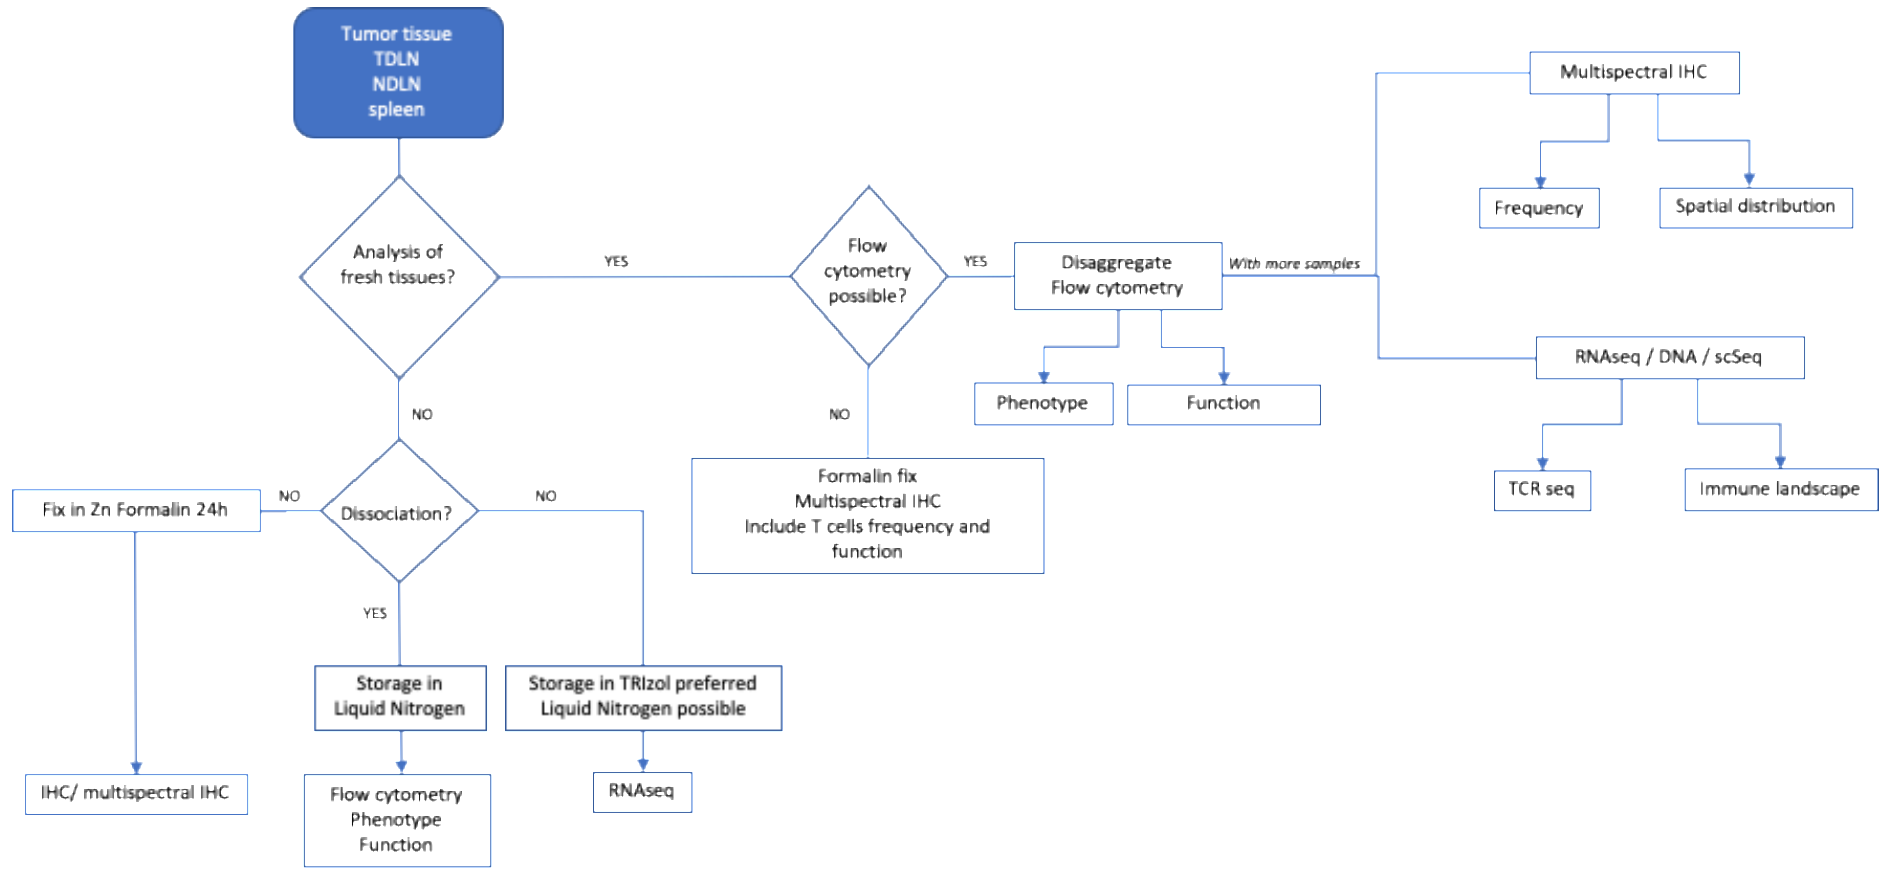 Tumor tissue
TDLN
NDLN
spleen
Analysis of
fresh tissues?
YES
NO
Flow
cytometry
possible?
YES
NO
Disaggregate
Flow cytometry
With more samples
Phenotype
Function
Multispectral IHC
Frequency
Spatial distribution
RNAseq / DNA / scSeq
TCR seq
Immune landscape
Formalin fix
Multispectral IHC
Include T cells frequency and
function
Dissociation?
NO
NO
YES
Fix in Zn Formalin 24h
IHC/ multispectral IHC
Storage in
Liquid Nitrogen
Flow cytometry
Phenotype
Function
Storage in TRIzol preferred
Liquid Nitrogen possible
RNAseq